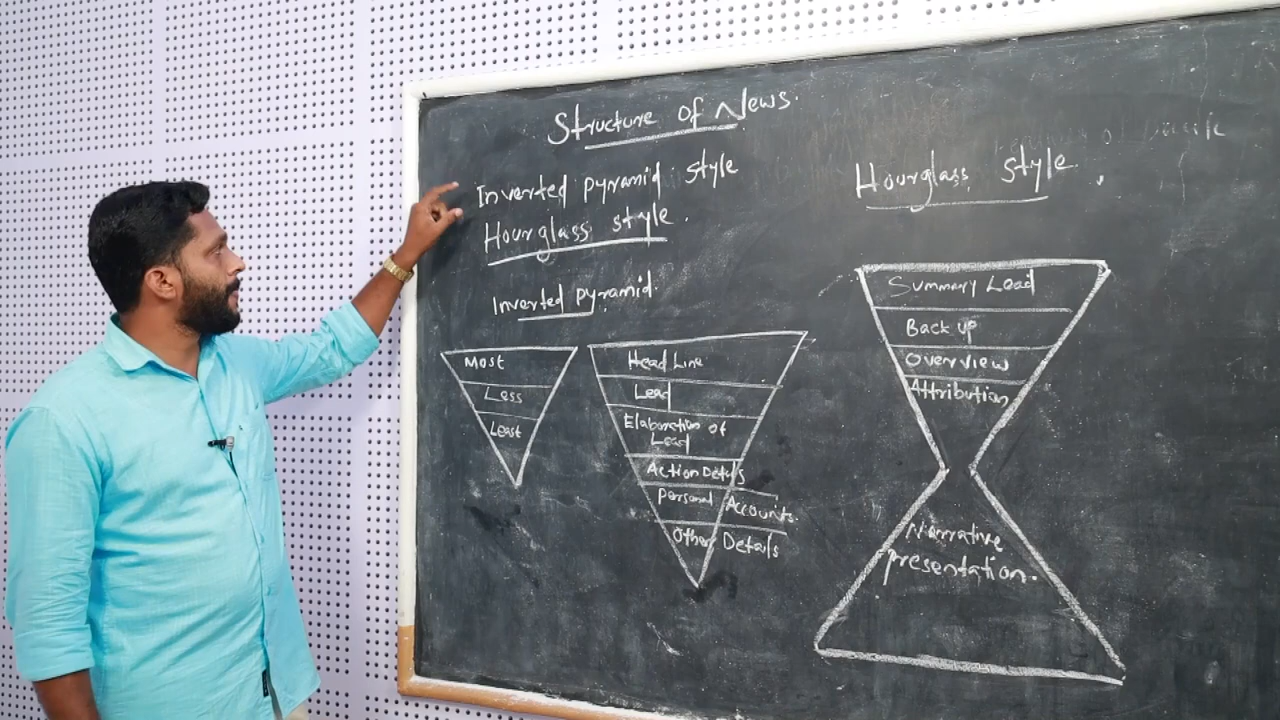 Structure of News.
Inverted pyramid style
Hourglass style.
Inverted pyramid.
Most
Less
Least
Head Line
Lead
Elaboration of
Lead
Action Details
Personal Accounts.
Other Details
Hourglass style.
Summary Lead
Back up
Overview
Attribution
Narrative
presentation.